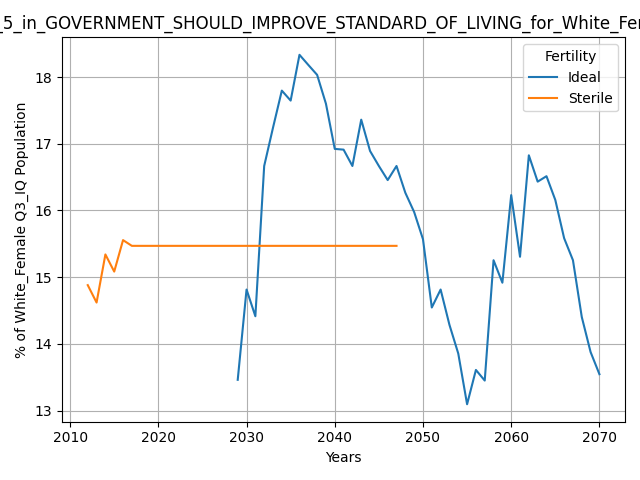 _5_in_GOVERNMENT_SHOULD_IMPROVE_STANDARD_OF_LIVING_for_White_Fe
Fertility
Ideal
Sterile
% of White_Female Q3_IQ Population
18
17
16
15
14
13
2010 2020 2030 2040 2050 2060 2070
Years